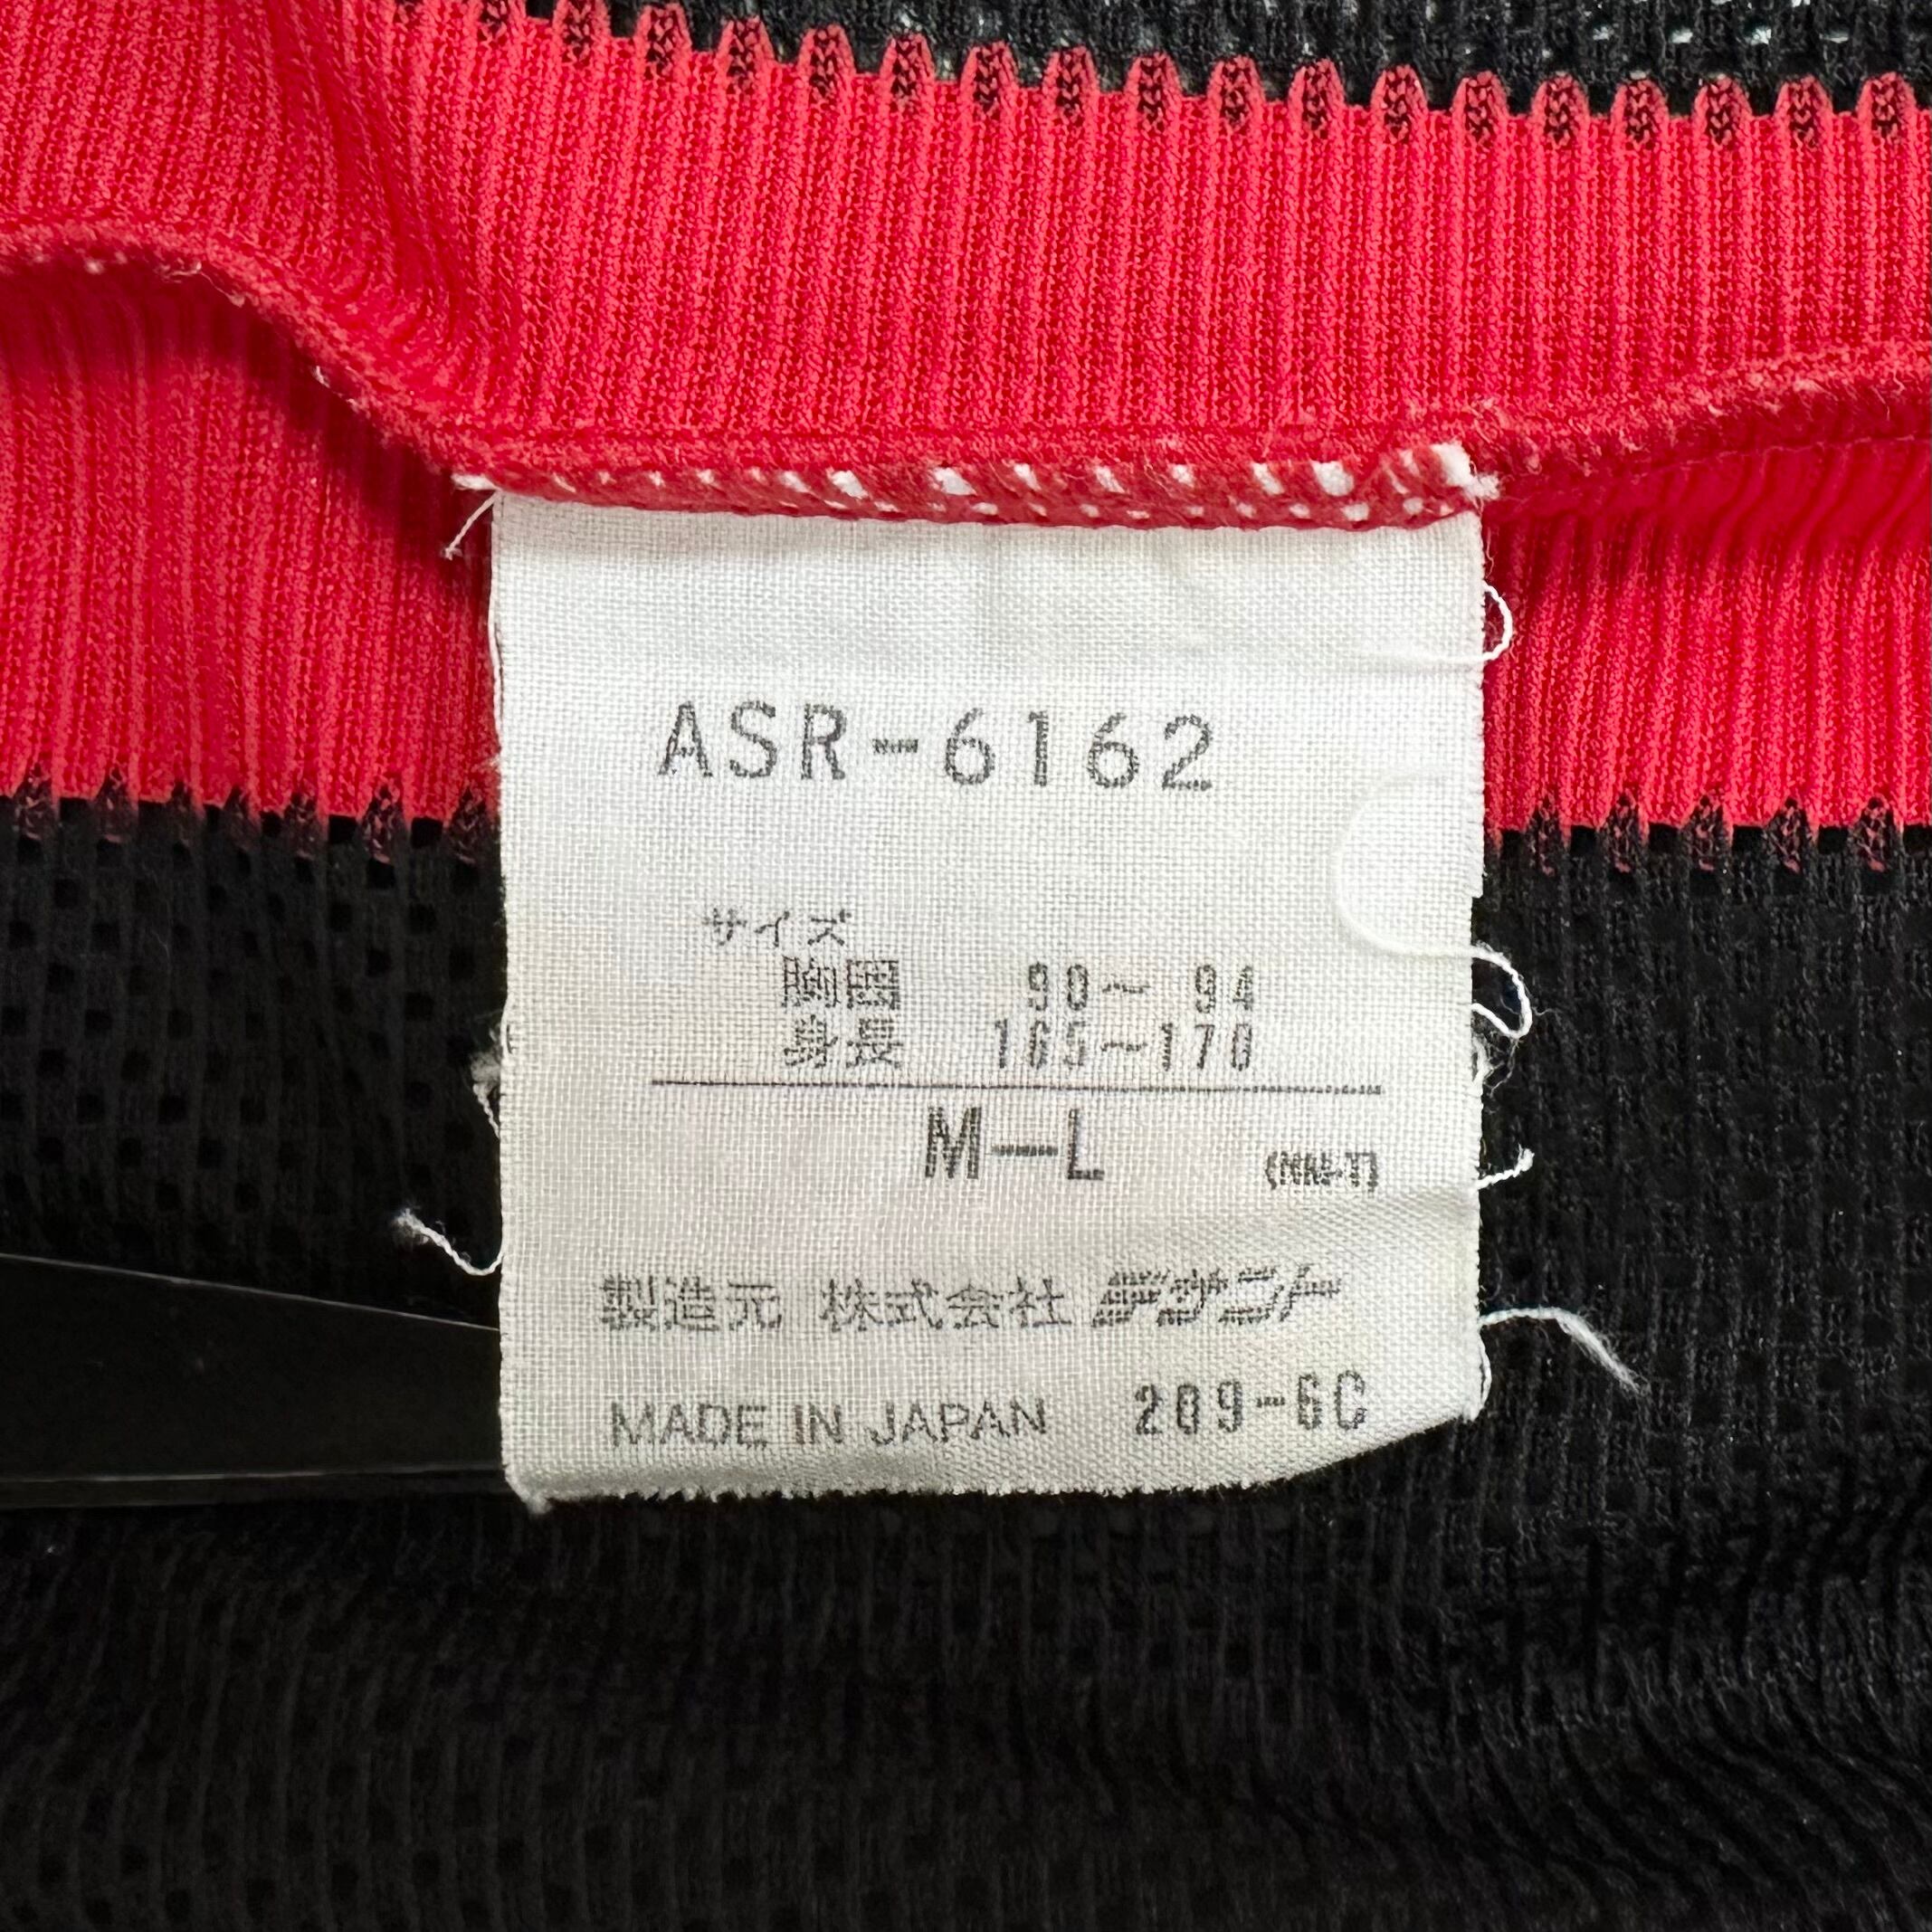 ASR-6162
サイズ
胸囲 90〜 94
身長 165〜170
M—L
製造元 株式会社 デサント
MADE IN JAPAN 209-6C